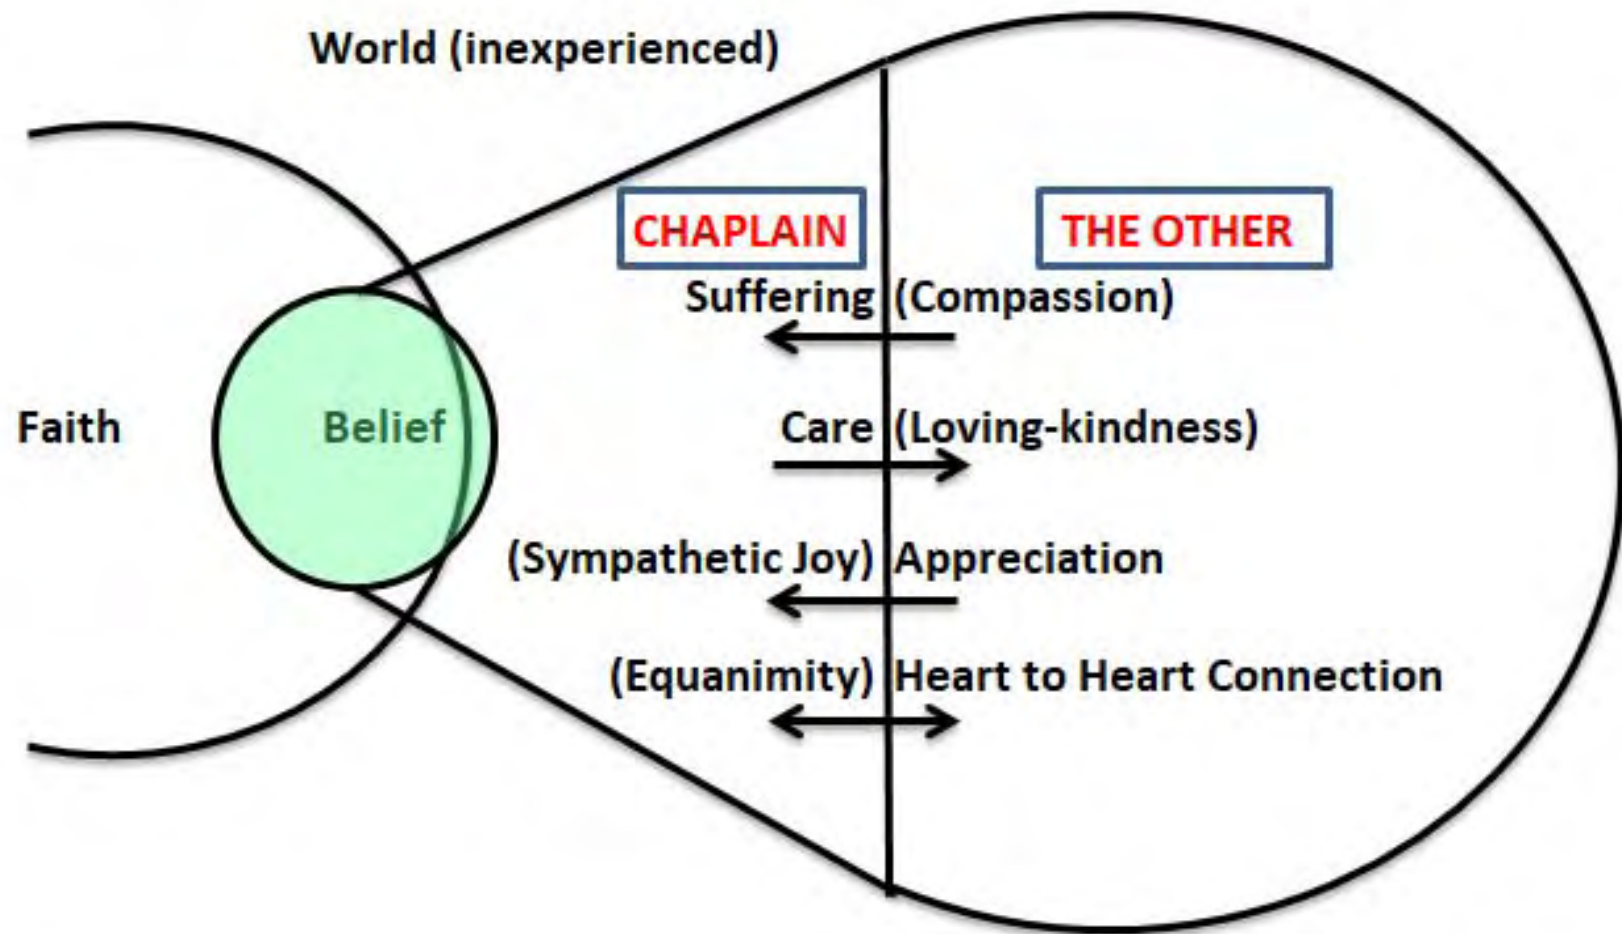 World (inexperienced)
CHAPLAIN THE OTHER
Suffering (Compassion)
Faith Belief Care (Loving-kindness)
(Sympathetic Joy) Appreciation
(Equanimity) Heart to Heart Connection